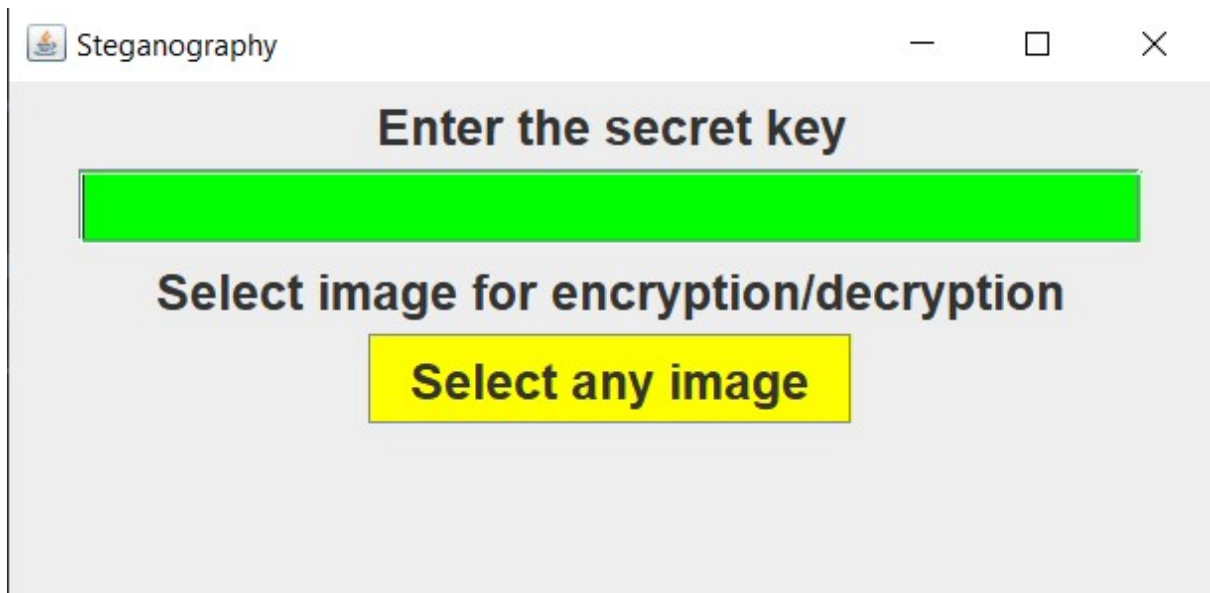 Steganography
Enter the secret key
Select image for encryption/decryption
Select any image